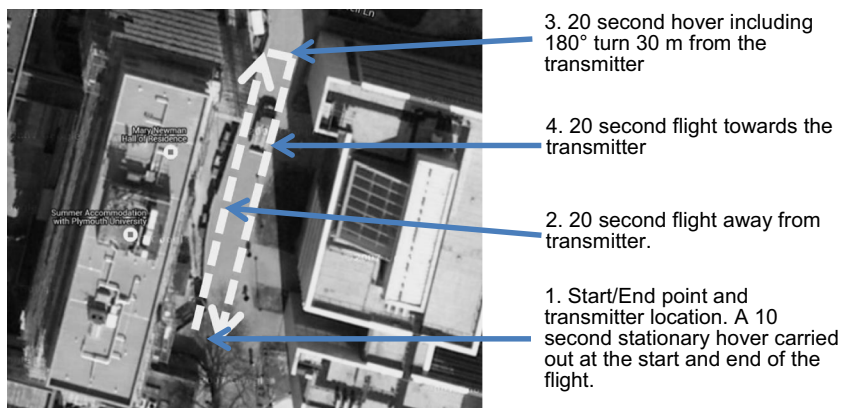 ell Ln
Mary Newman
Hall of Residence
Summer Accommodation
with Plymouth University
3. 20 second hover including
180° turn 30 m from the
transmitter
4. 20 second flight towards the
transmitter
2. 20 second flight away from
transmitter.
1. Start/End point and
transmitter location. A 10
second stationary hover carried
out at the start and end of the
flight.